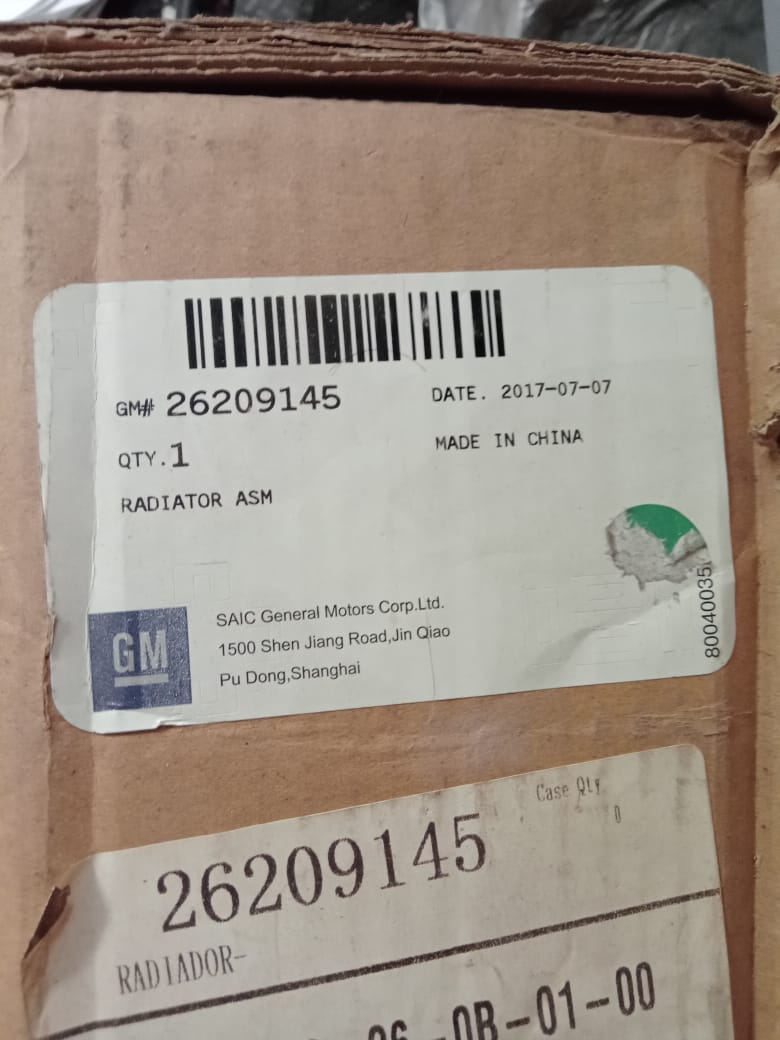 GM# 26209145
DATE. 2017-07-07
QTY.1
MADE IN CHINA
RADIATOR ASM
GM
SAIC General Motors Corp.Ltd.
1500 Shen Jiang Road,Jin Qiao
Pu Dong,Shanghai
80040035
Case Qty
0
26209145
RADIADOR-
06-0B-01-00